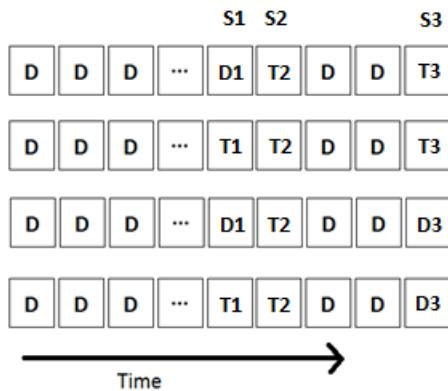 S1 S2 S3
D D D ... D1 T2 D D T3
D D D ... T1 T2 D D T3
D D D ... D1 T2 D D D3
D D D ... T1 T2 D D D3
Time